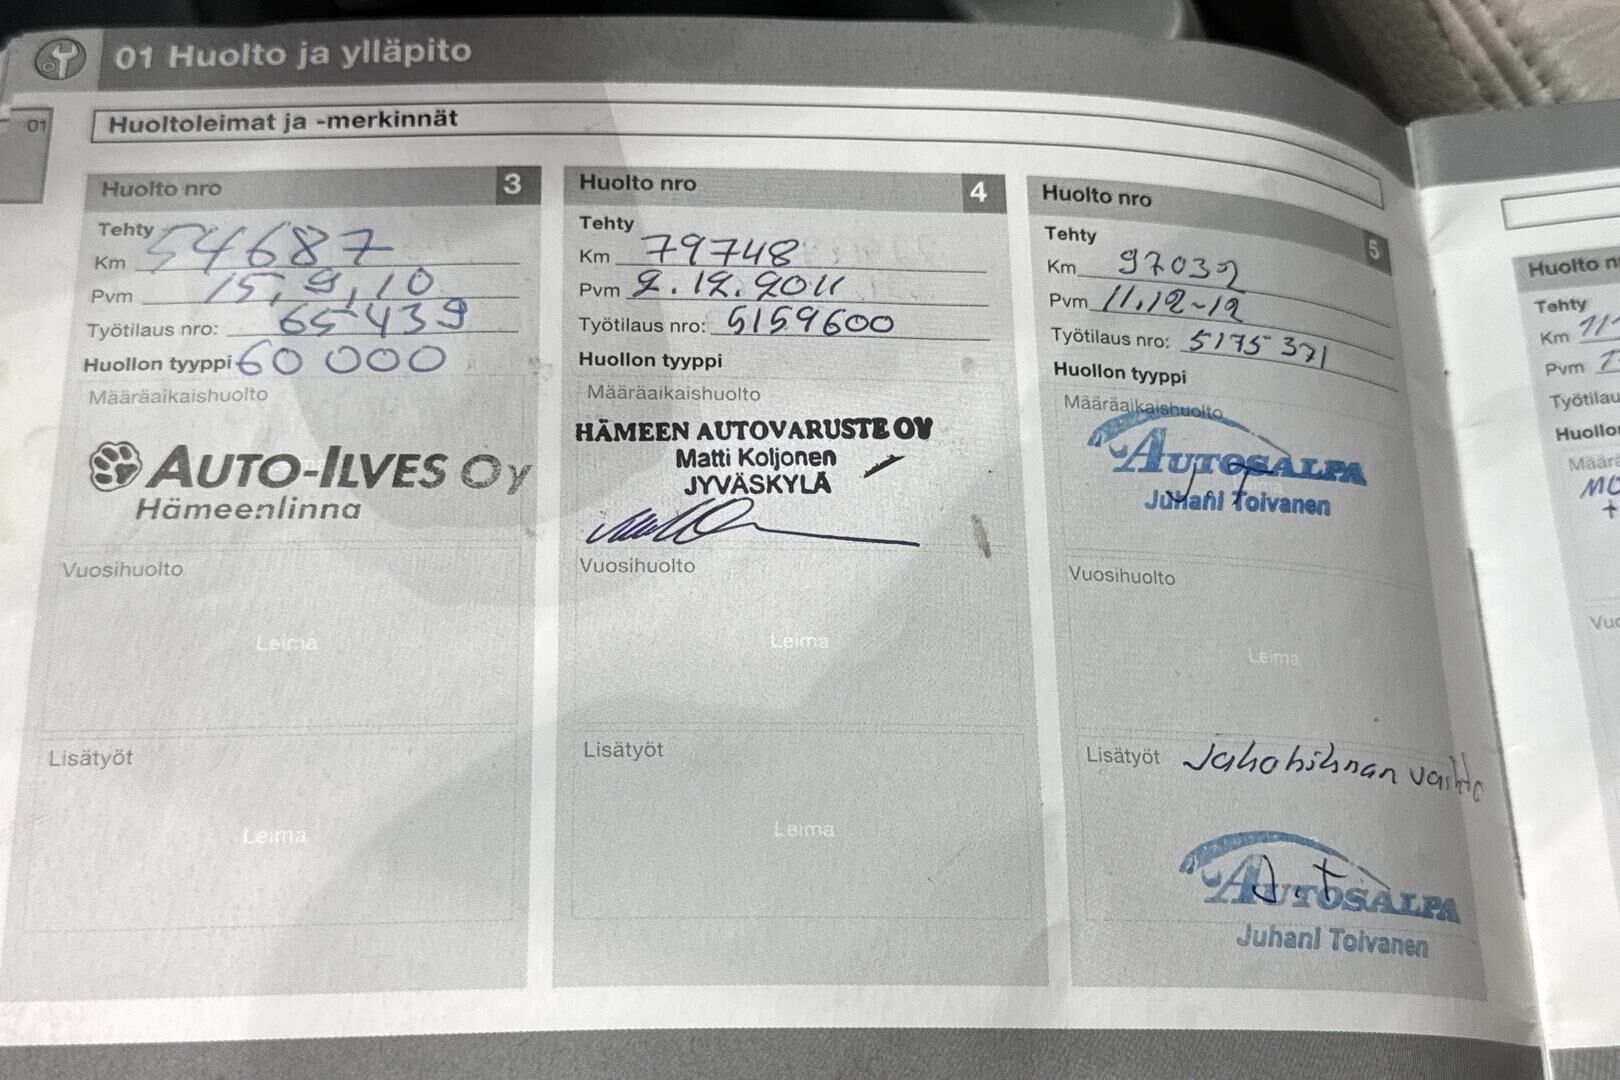 01 Huolto ja ylläpito
01
Huoltoleimat ja -merkinnät
Huolto nro 3
Tehty
Km 54687
Pvm 15,9,10
Työtilaus nro: 65439
Huollon tyyppi 60 000
Määräaikaishuolto
AUTO-ILVES OY
Hämeenlinna
Vuosihuolto
Leima
Lisätyöt
Leima
Huolto nro 4
Tehty
Km 79748
Pvm 2.12.2011
Työtilaus nro: 5159600
Huollon tyyppi
Määräaikaishuolto
HÄMEEN AUTOVARUSTE OY
Matti Koljonen
JYVÄSKYLÄ
Vuosihuolto
Leima
Lisätyöt
Leima
Huolto nro 5
Tehty
Km 97032
Pvm 11.12-12
Työtilaus nro: 5175371
Huollon tyyppi
Määräaikaishuolto
AUTOSALPA
Juhani Toivanen
Vuosihuolto
Leima
Lisätyöt Jakohihnan vaihto
AUTOSALPA
J.T
Juhani Toivanen
Huolto
Tehty
Km
Pvm